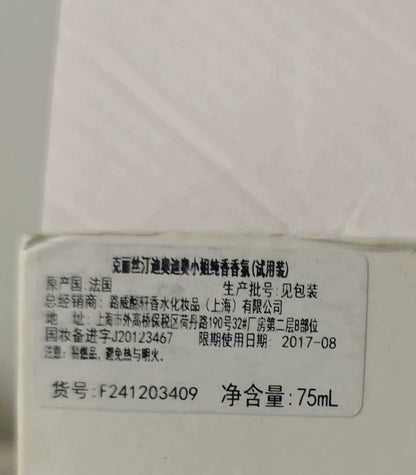 克丽丝汀迪奥迪奥小姐纯香香氛(试用装)
原产国:法国 生产批号:见包装
总经销商:路威酩轩香水化妆品(上海)有限公司
地 址:上海市外高桥保税区荷丹路190号32#厂房第二层B部位
国妆备进字J20123467 限期使用日期: 2017-08
注意:易燃品,避免热与明火。
货号:F241203409 净含量:75mL